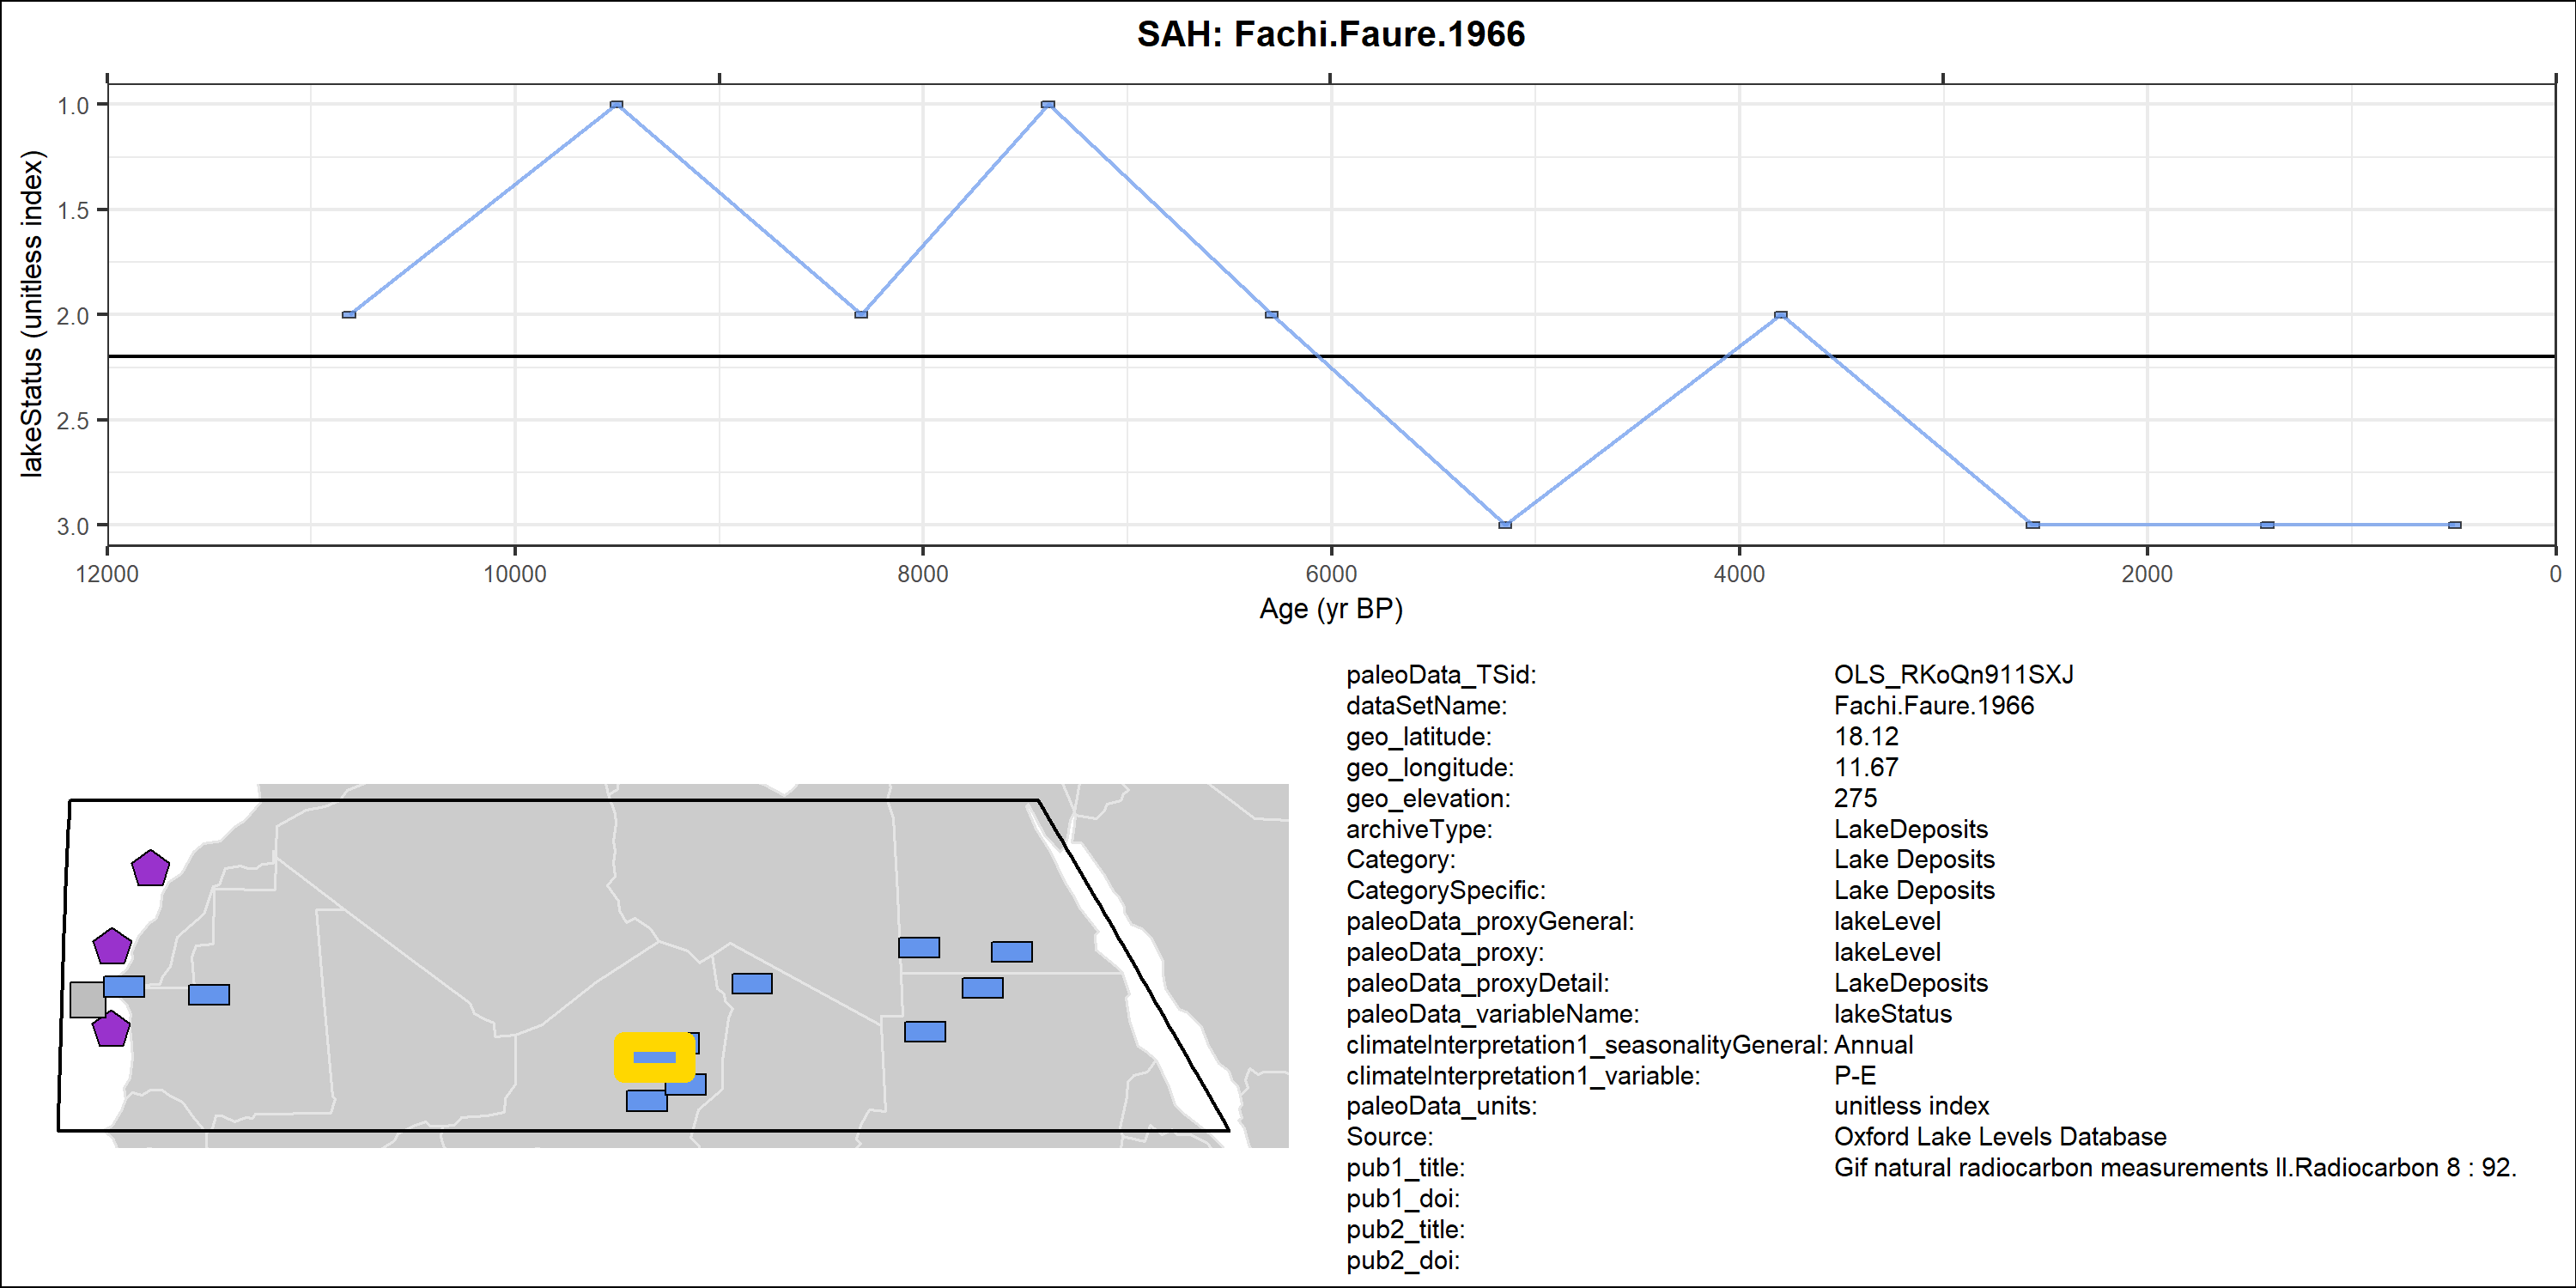 SAH: Fachi.Faure.1966
lakeStatus (unitless index)
1.0
1.5
2.0
2.5
3.0
12000 10000 8000 6000 4000 2000 0
Age (yr BP)
paleoData_TSid: OLS_RKoQn911SXJ
dataSetName: Fachi.Faure.1966
geo_latitude: 18.12
geo_longitude: 11.67
geo_elevation: 275
archiveType: LakeDeposits
Category: Lake Deposits
CategorySpecific: Lake Deposits
paleoData_proxyGeneral: lakeLevel
paleoData_proxy: lakeLevel
paleoData_proxyDetail: LakeDeposits
paleoData_variableName: lakeStatus
climateInterpretation1_seasonalityGeneral: Annual
climateInterpretation1_variable: P-E
paleoData_units: unitless index
Source: Oxford Lake Levels Database
pub1_title: Gif natural radiocarbon measurements II.Radiocarbon 8 : 92.
pub1_doi:
pub2_title:
pub2_doi: